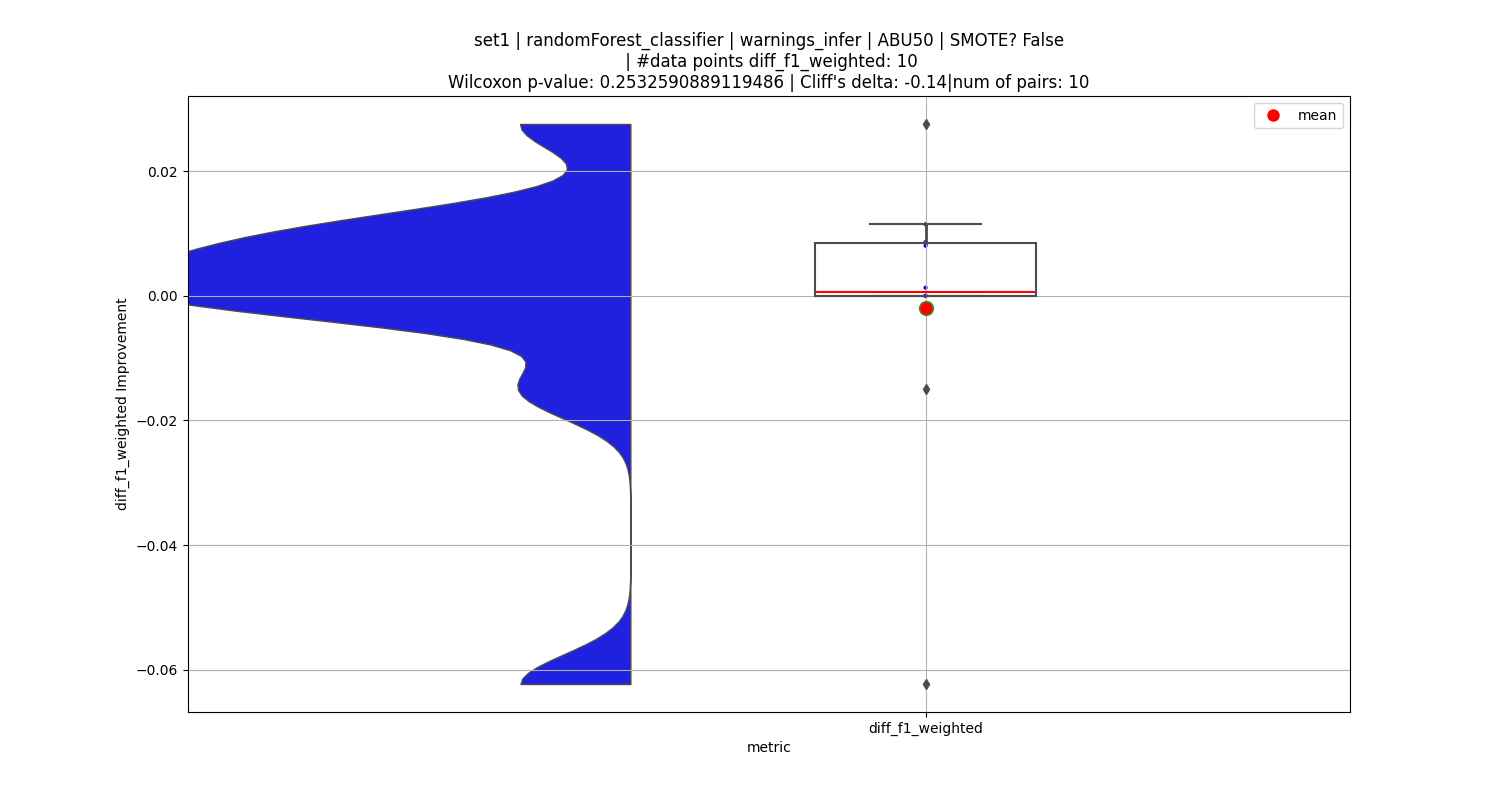 set1 | randomForest_classifier | warnings_infer | ABU50 | SMOTE? False
| #data points diff_f1_weighted: 10
Wilcoxon p-value: 0.2532590889119486 | Cliff's delta: -0.14|num of pairs: 10
mean
0.02
0.00
−0.02
−0.04
−0.06
diff_f1_weighted Improvement
diff_f1_weighted
metric